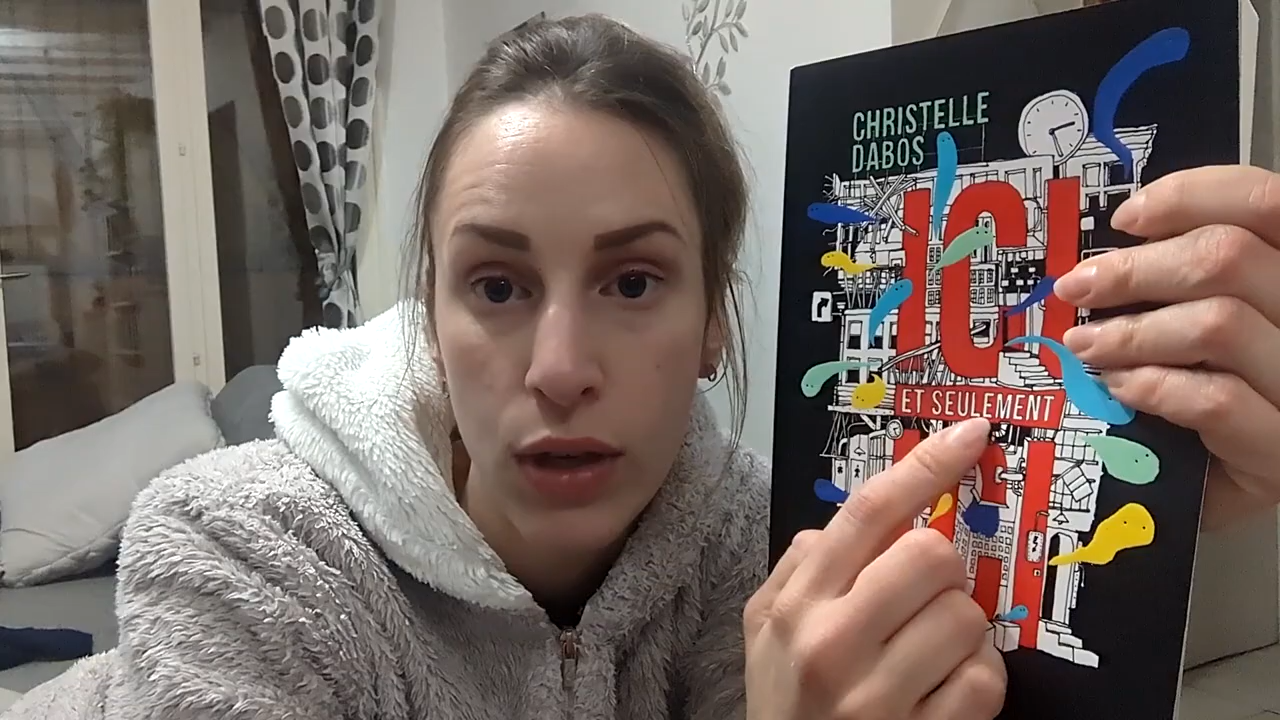 CHRISTELLE
DABOS
ICI
ET SEULEMENT
ICI